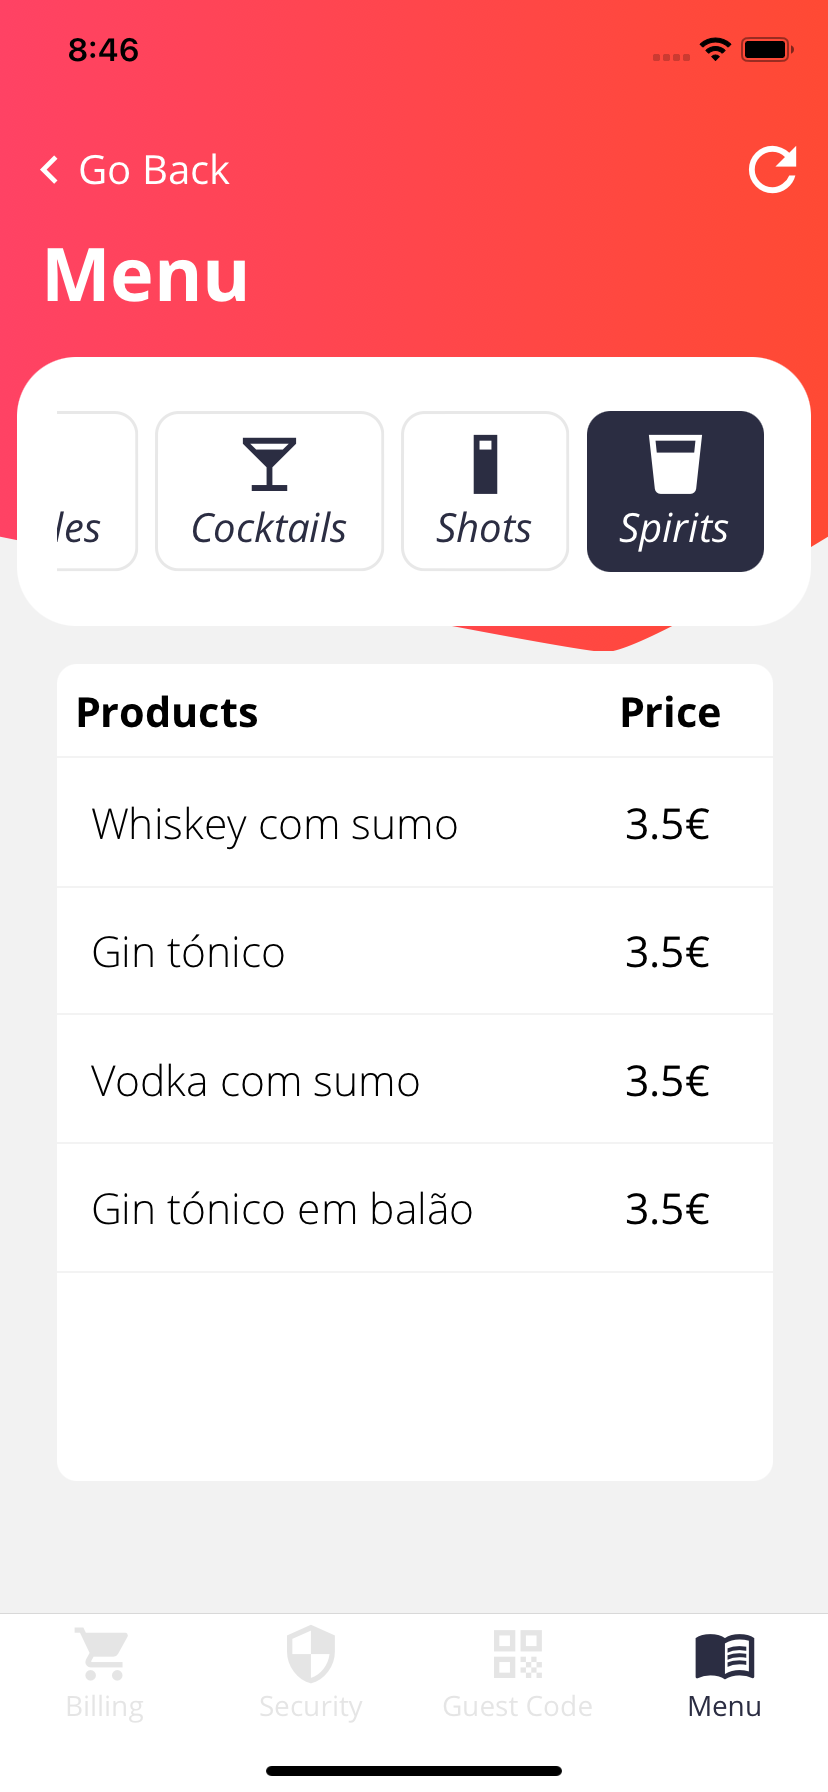 8:46
Go Back
Menu
les
Cocktails
Shots
Spirits
Products Price
Whiskey com sumo 3.5€
Gin tónico 3.5€
Vodka com sumo 3.5€
Gin tónico em balão 3.5€
Billing
Security
Guest Code
Menu